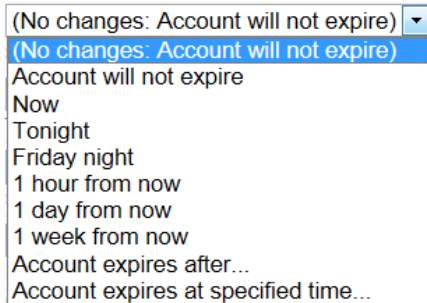 (No changes: Account will not expire)
(No changes: Account will not expire)
Account will not expire
Now
Tonight
Friday night
1 hour from now
1 day from now
1 week from now
Account expires after...
Account expires at specified time...